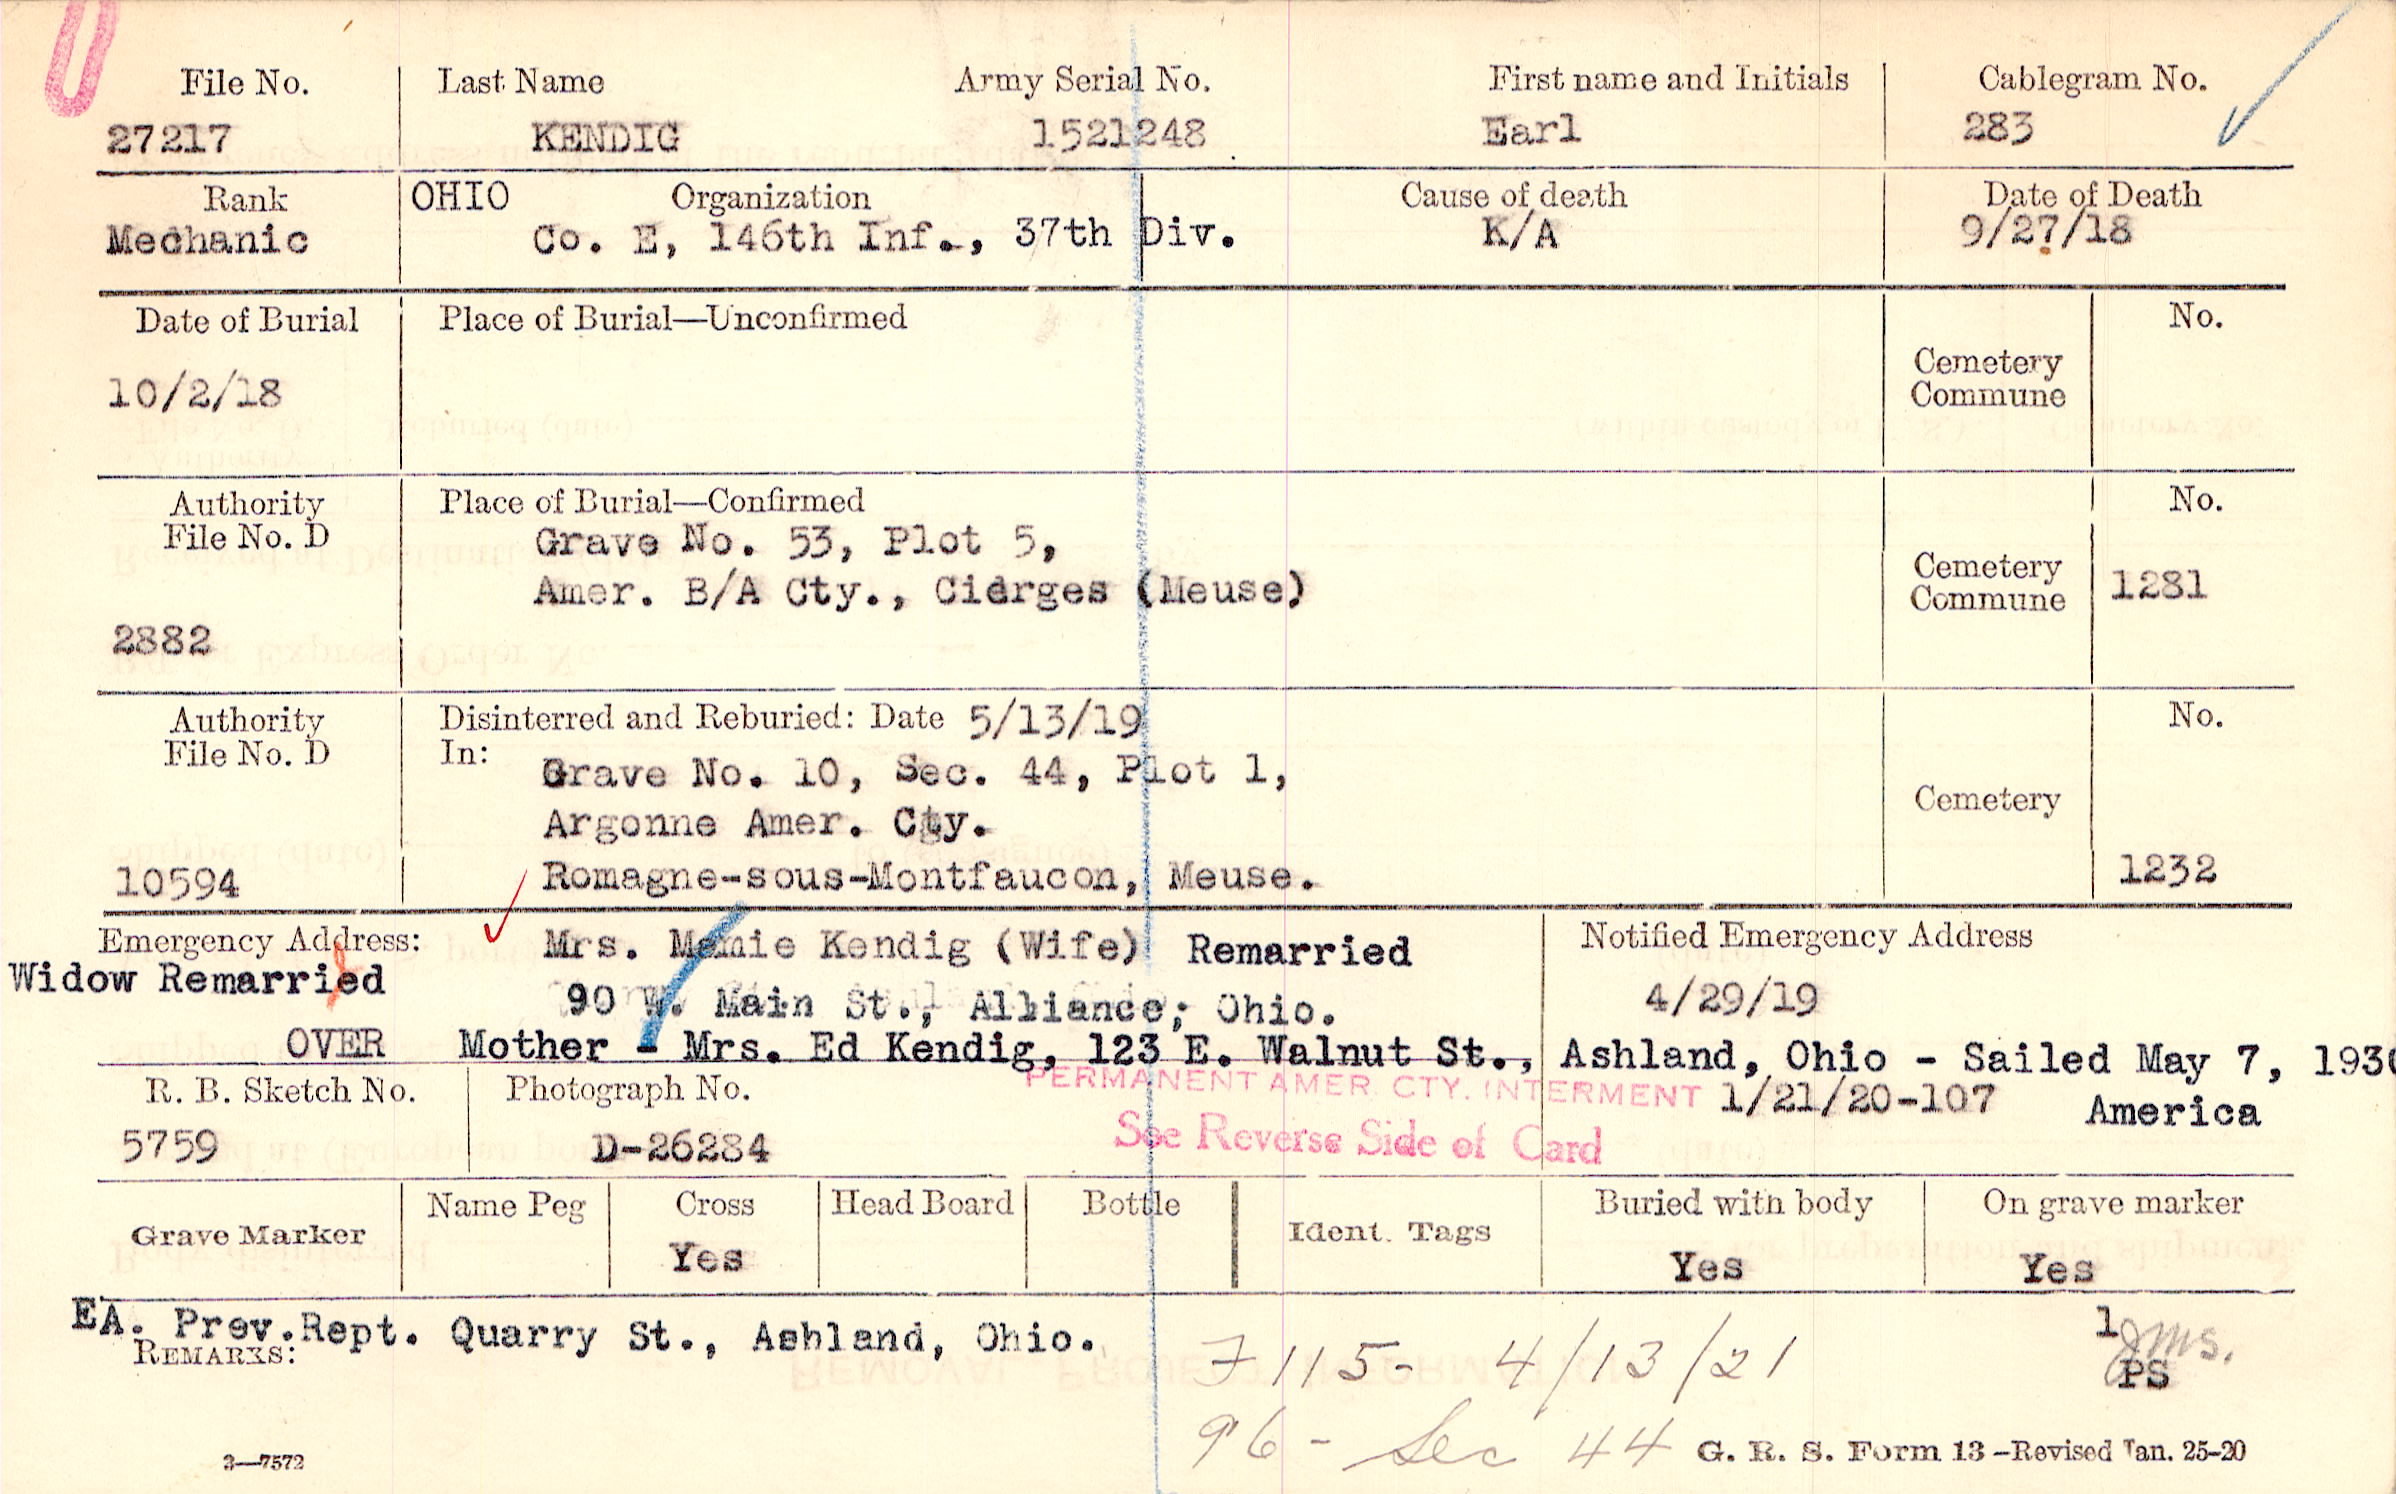 File No. Last Name Army Serial No. First name and Initials Cablegram No.
27217 KENDIG 1521248 Earl 283
Rank OHIO Organization Cause of death Date of Death
Mechanic Co. E, 146th Inf., 37th Div. K/A 9/27/18
Date of Burial Place of Burial—Unconfirmed No.
10/2/18 Cemetery
Commune
Authority Place of Burial—Confirmed No.
File No. D Grave No. 53, Plot 5,
Amer. B/A Cty., Cierges (Meuse) Cemetery
Commune 1281
2882
Authority Disinterred and Reburied: Date 5/13/19 No.
File No. D In: Grave No. 10, Sec. 44, Plot 1,
Argonne Amer. Cty. Cemetery
10594 Romagne-sous-Montfaucon, Meuse. 1232
Emergency Address: Mrs. Mamie Kendig (Wife) Remarried Notified Emergency Address
Widow Remarried 90 W. Main St., Alliance, Ohio. 4/29/19
OVER Mother - Mrs. Ed Kendig, 123 E. Walnut St., Ashland, Ohio - Sailed May 7, 1930
R. B. Sketch No. Photograph No. PERMANENT AMER. CTY. INTERMENT 1/21/20-107 America
5759 D-26284 See Reverse Side of Card
Grave Marker Name Peg Cross Head Board Bottle Ident. Tags Buried with body On grave marker
Yes Yes Yes
EA. Prev.Rept. Quarry St., Ashland, Ohio. 1
REMARKS: 7115- 4/13/21 JMS.
PS
96 - Sec 44
3—7572 G. R. S. Form 13—Revised Jan. 25-20